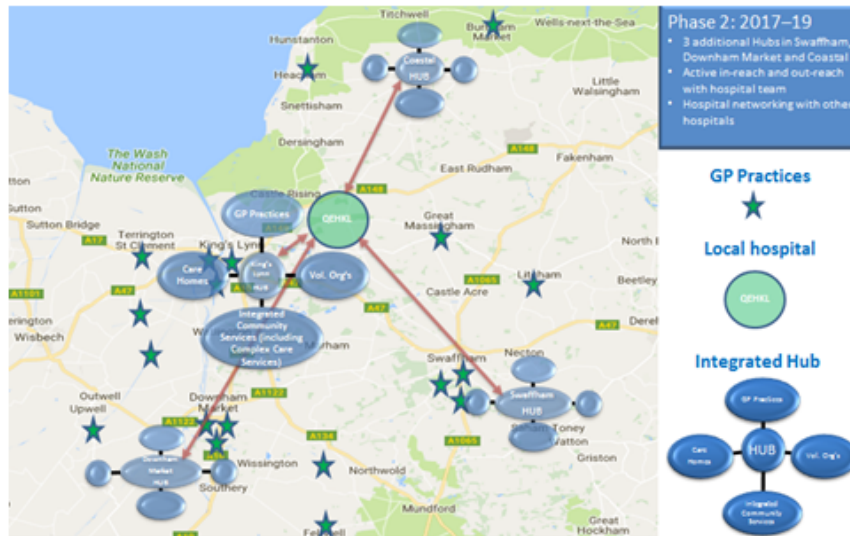 Titchwell
Burnham
Market
Wells-next-the-Sea
Hunstanton
Heacham
Coastal
HUB
Little
Walsingham
Snettisham
Dersingham
A148
The Wash
National
Nature Reserve
East Rudham
Fakenham
Castle Rising
A148
GP Practices
QEHKL
Great
Massingham
Sutton Bridge
Terrington
St Clement
A17
King's Lynn
A1065
Care
Homes
King's
Lynn
HUB
Vol. Org's
Litcham
Beetley
A47
A1101
Castle Acre
A47
Wisbech
Integrated
Community
Services (including
Complex Care
Services)
A47
Swaffham
Necton
Outwell
Upwell
Downham
Market
A1122
A1122
Swaffham
HUB
A134
A1065
Griston
Market
HUB
Wissington
Northwold
Southery
Mundford
Great
Hockham
Phase 2: 2017–19
• 3 additional Hubs in Swaffham,
Downham Market and Coastal
• Active in-reach and out-reach
with hospital team
• Hospital networking with other
hospitals
GP Practices
Local hospital
QEHKL
Integrated Hub
GP Practices
Care
Homes
HUB
Vol. Org's
Integrated
Community
Services